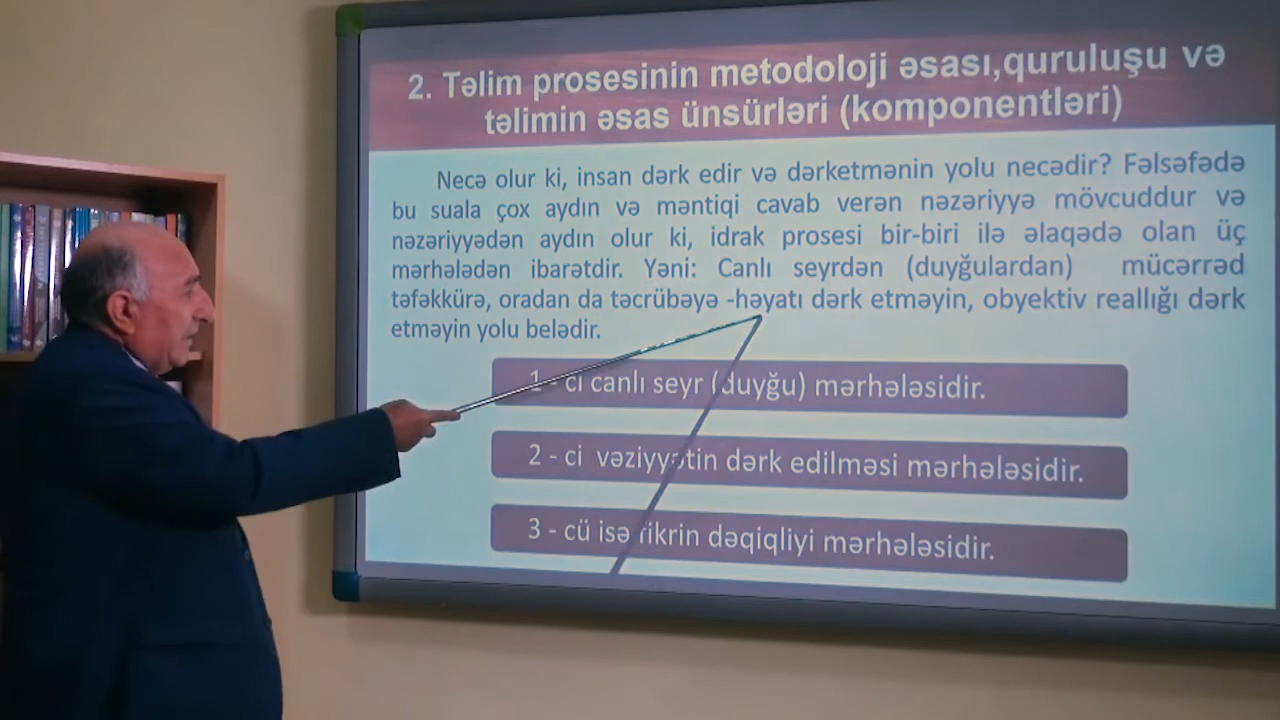 2. Təlim prosesinin metodoloji əsası,quruluşu və
təlimin əsas ünsürləri (komponentləri)
Necə olur ki, insan dərk edir və dərketmənin yolu necədir? Fəlsəfədə
bu suala çox aydın və məntiqi cavab verən nəzəriyyə mövcuddur və
nəzəriyyədən aydın olur ki, idrak prosesi bir-biri ilə əlaqədə olan üç
mərhələdən ibarətdir. Yəni: Canlı seyrdən (duyğulardan) mücərrəd
təfəkkürə, oradan da təcrübəyə -həyatı dərk etməyin, obyektiv reallığı dərk
etməyin yolu belədir.
1 - ci canlı seyr (duyğu) mərhələsidir.
2 - ci vəziyyətin dərk edilməsi mərhələsidir.
3 - cü isə fikrin dəqiqliyi mərhələsidir.